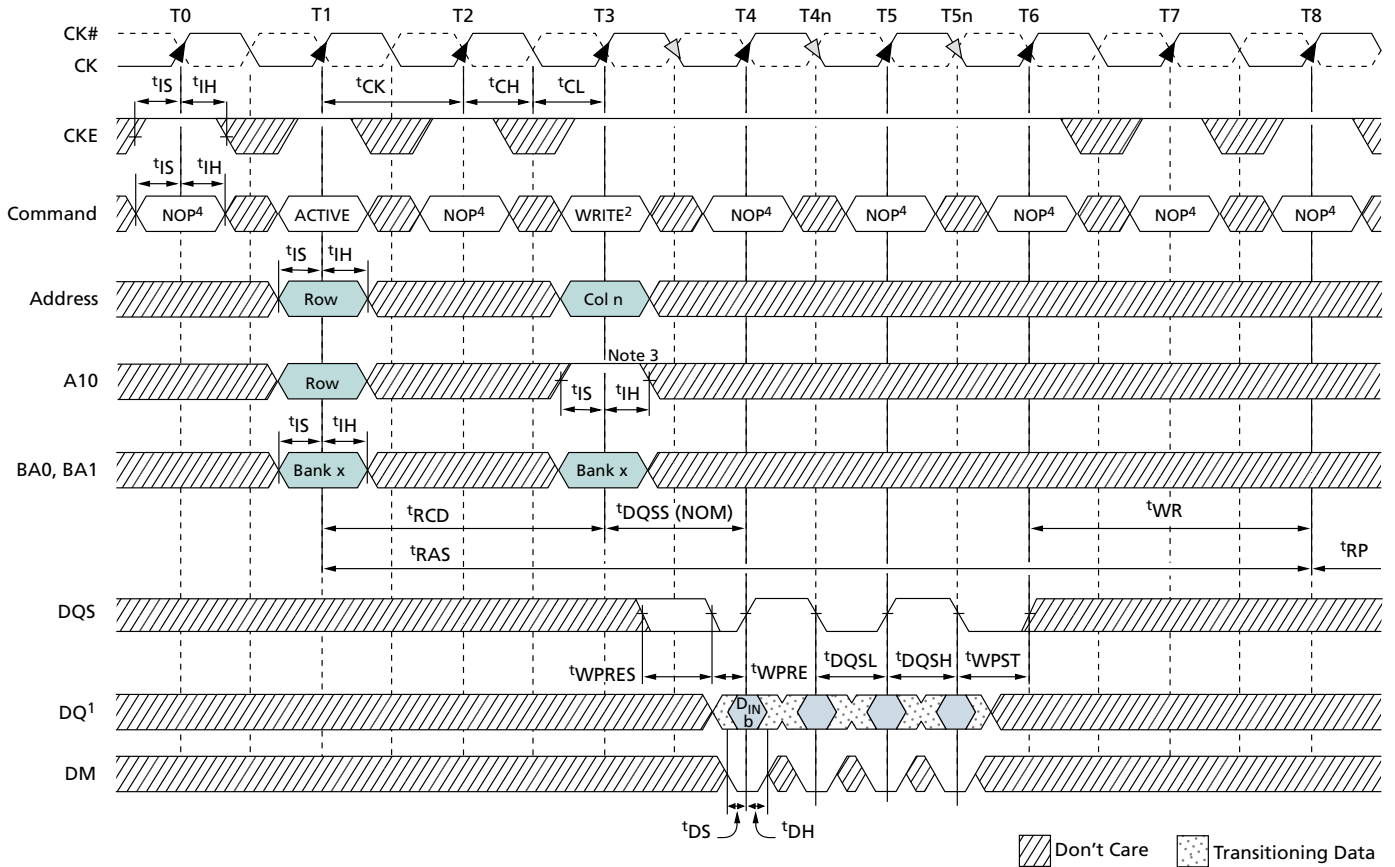 T0 T1 T2 T3 T4 T4n T5 T5n T6 T7 T8
CK#
CK
tIS tIH tCK tCH tCL
CKE
tIS tIH
Command NOP4 ACTIVE NOP4 WRITE2 NOP4 NOP4 NOP4 NOP4 NOP4
tIS tIH
Address Row Col n
Note 3
A10 Row
tIS tIH
tIS tIH
BA0, BA1 Bank x Bank x
tRCD tDQSS (NOM) tWR
tRAS tRP
DQS
tWPRES tWPRE tDQSL tDQSH tWPST
DQ1 DIN
b
DM
tDS tDH
Don't Care Transitioning Data